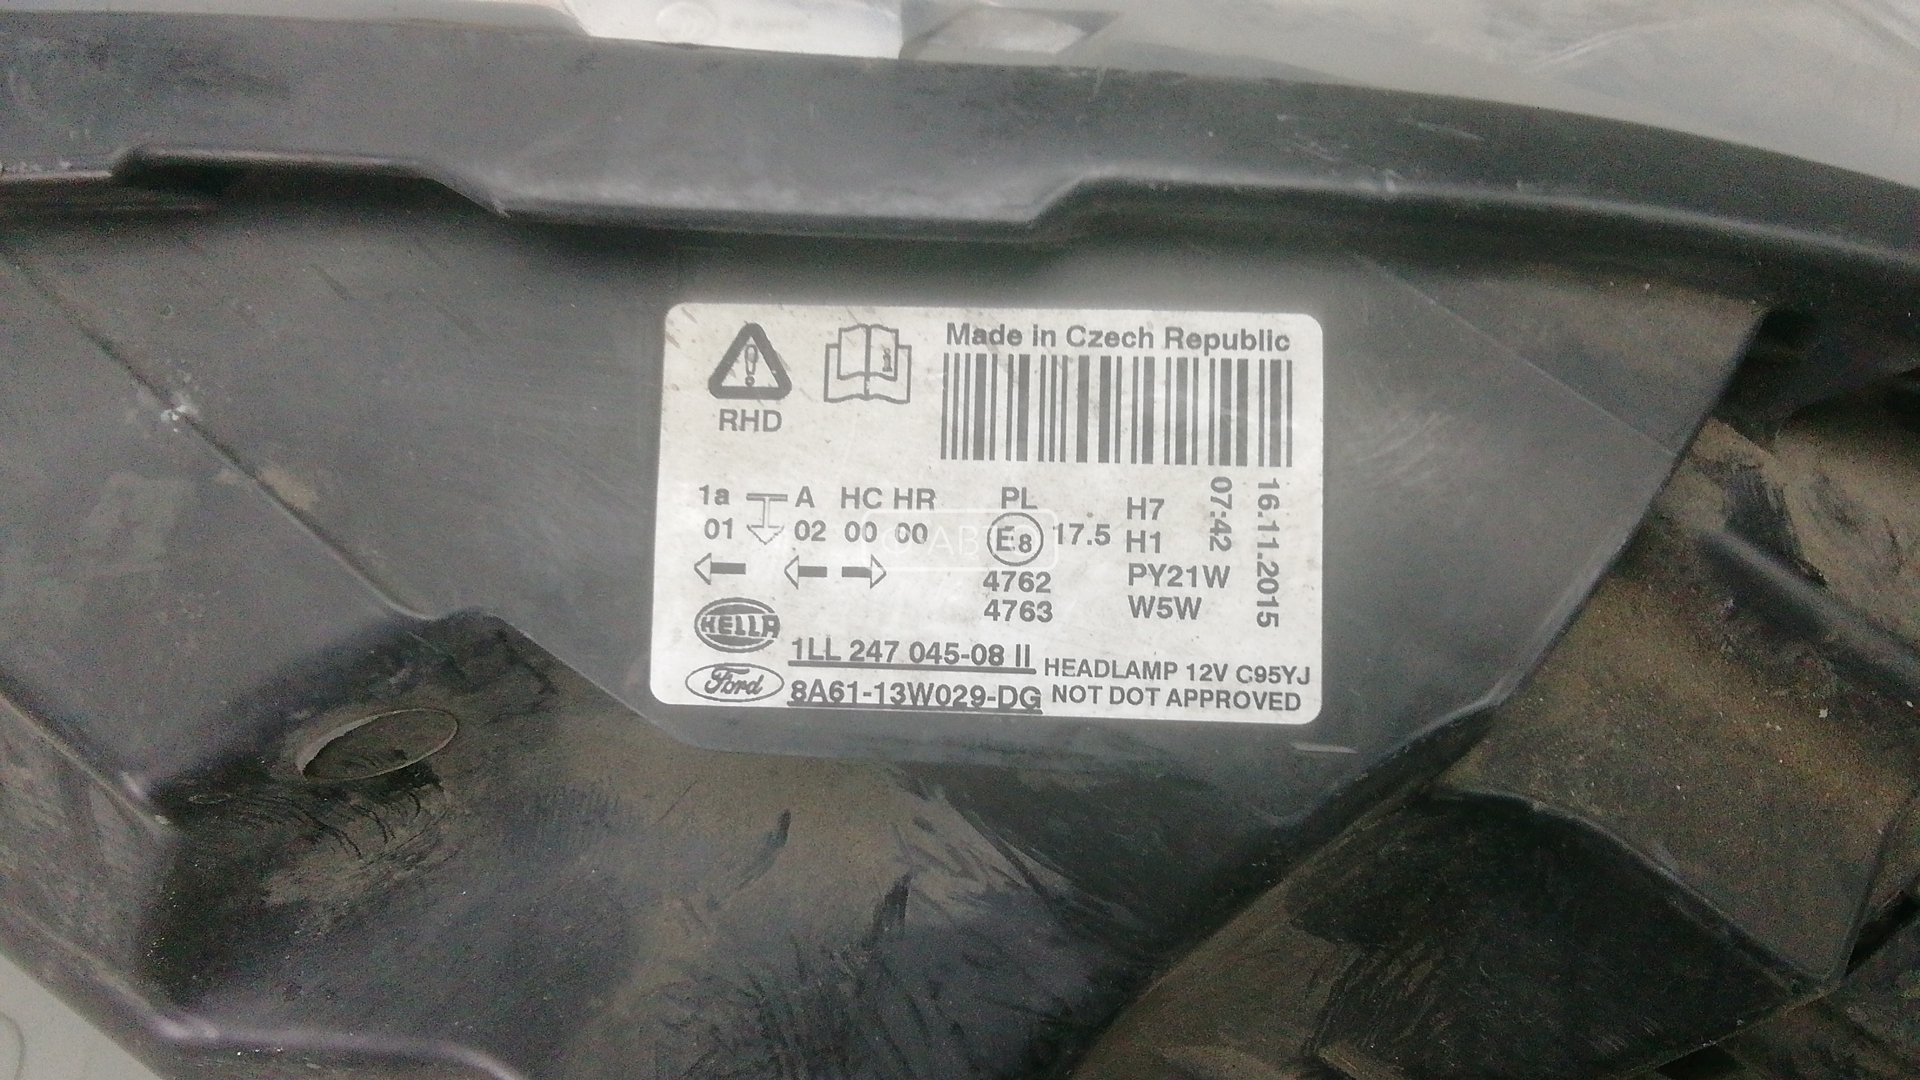 Made in Czech Republic
RHD
1a A HC HR PL H7
01 02 00 00 E8 17.5 H1
4762 PY21W
4763 W5W
07:42
16.11.2015
HELLA 1LL 247 045-08 II
HEADLAMP 12V C95YJ
Ford 8A61-13W029-DG
NOT DOT APPROVED